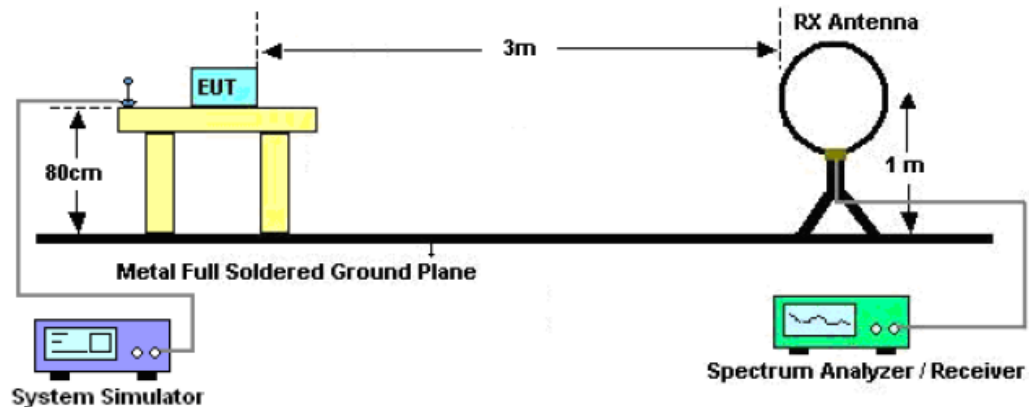 RX Antenna
3m
EUT
80cm
1 m
Metal Full Soldered Ground Plane
System Simulator
Spectrum Analyzer / Receiver